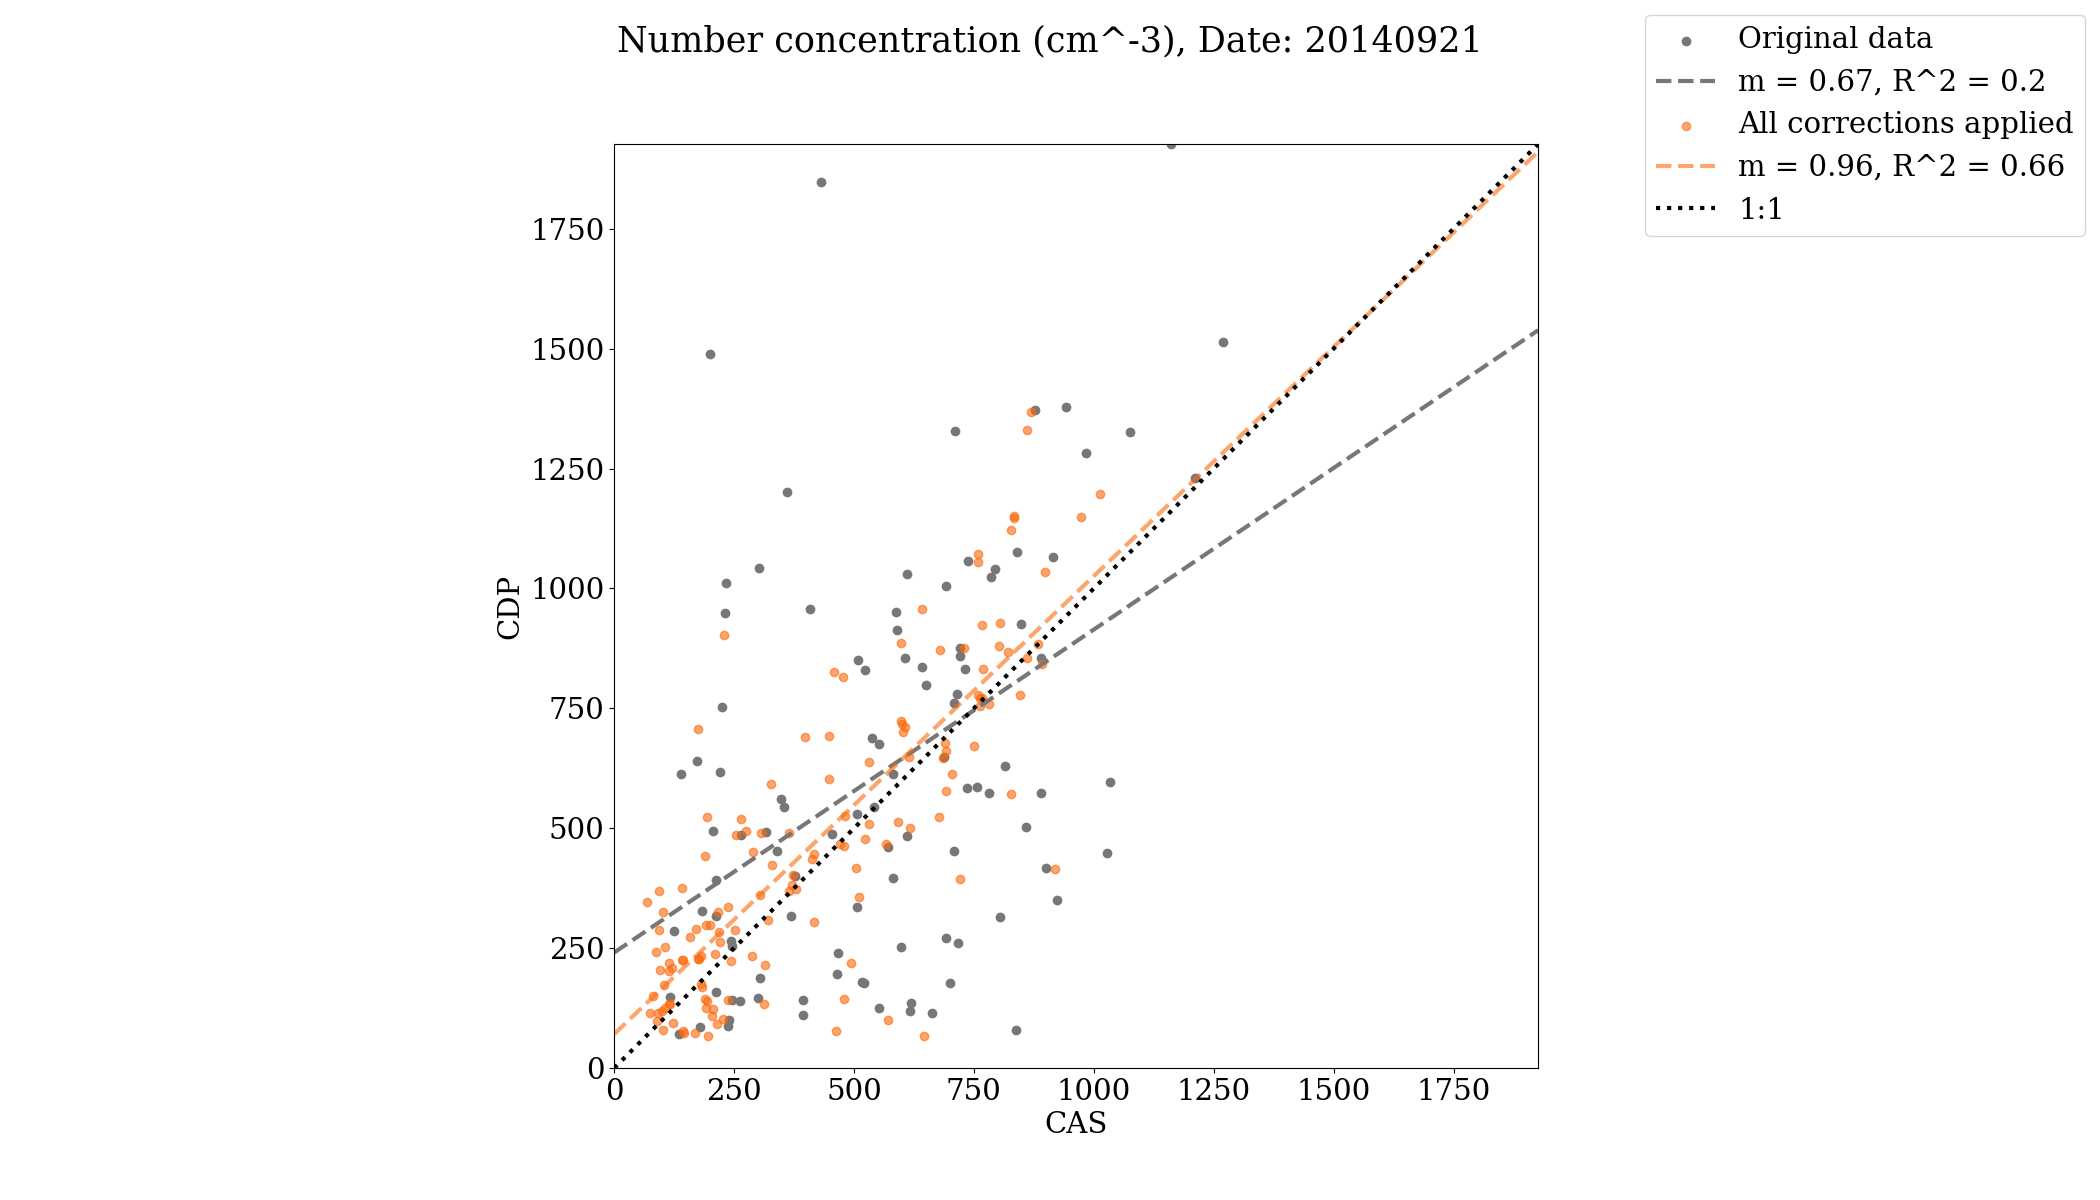 Number concentration (cm^-3), Date: 20140921
Original data
m = 0.67, R^2 = 0.2
All corrections applied
m = 0.96, R^2 = 0.66
1:1
1750
1500
1250
1000
750
500
250
0
CDP
0 250 500 750 1000 1250 1500 1750
CAS